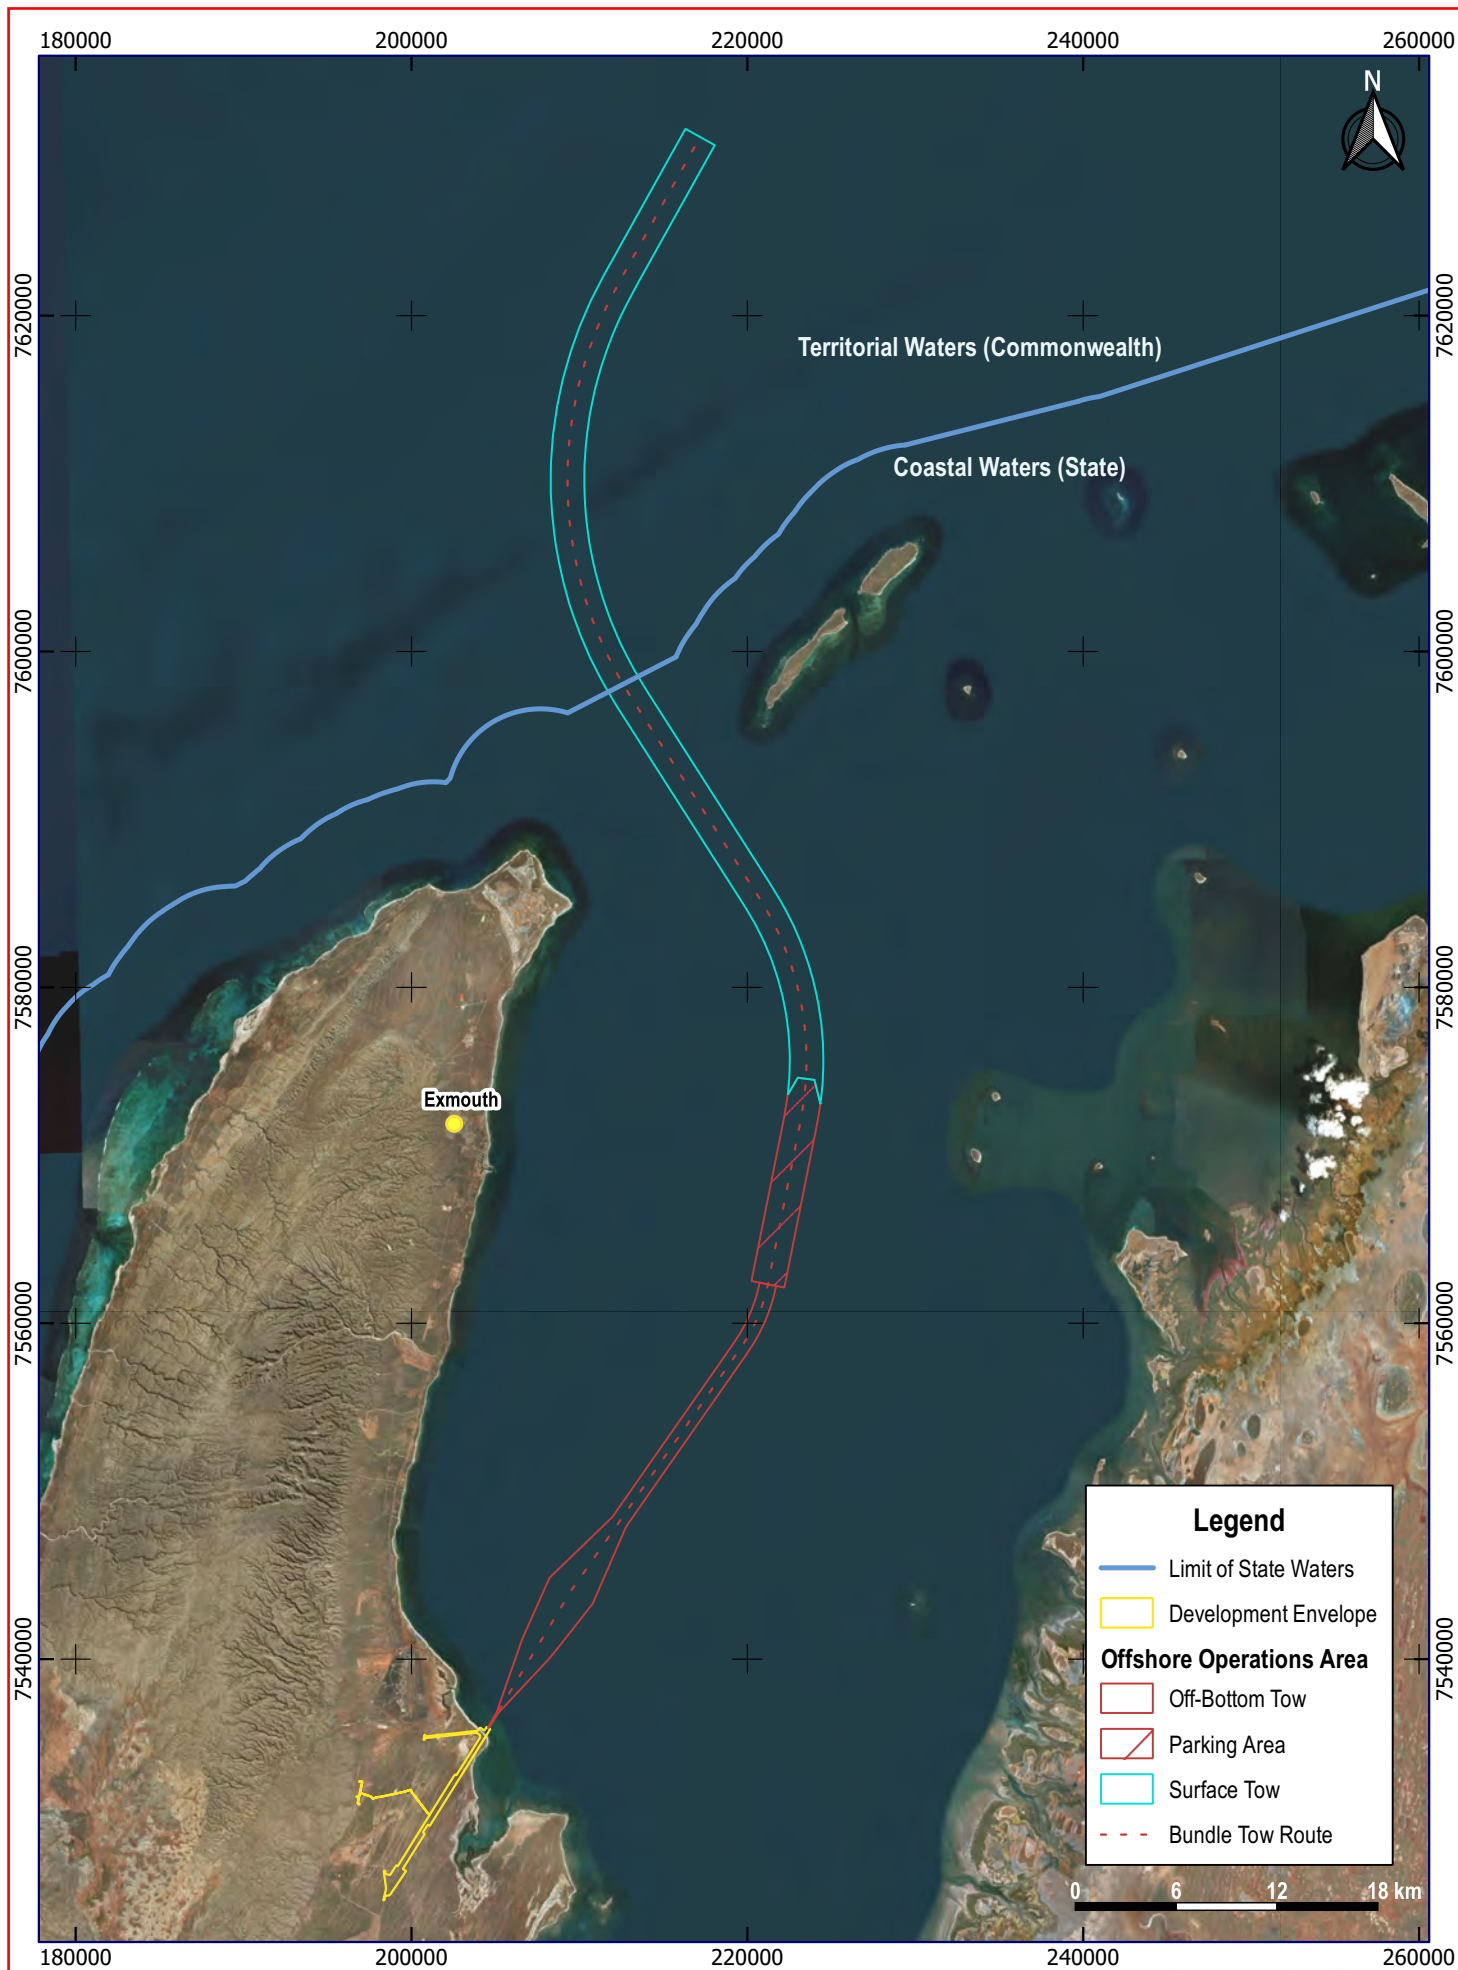 180000 200000 220000 240000 260000
N
7620000 7620000
Territorial Waters (Commonwealth)
Coastal Waters (State)
7600000 7600000
7580000 7580000
Exmouth
7560000 7560000
Legend
Limit of State Waters
Development Envelope
Offshore Operations Area
Off-Bottom Tow
Parking Area
Surface Tow
Bundle Tow Route
7540000 7540000
0 6 12 18 km
180000 200000 220000 240000 260000